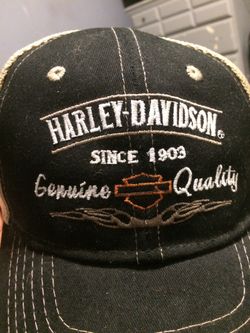 HARLEY-DAVIDSON®
SINCE 1903
Genuine Quality